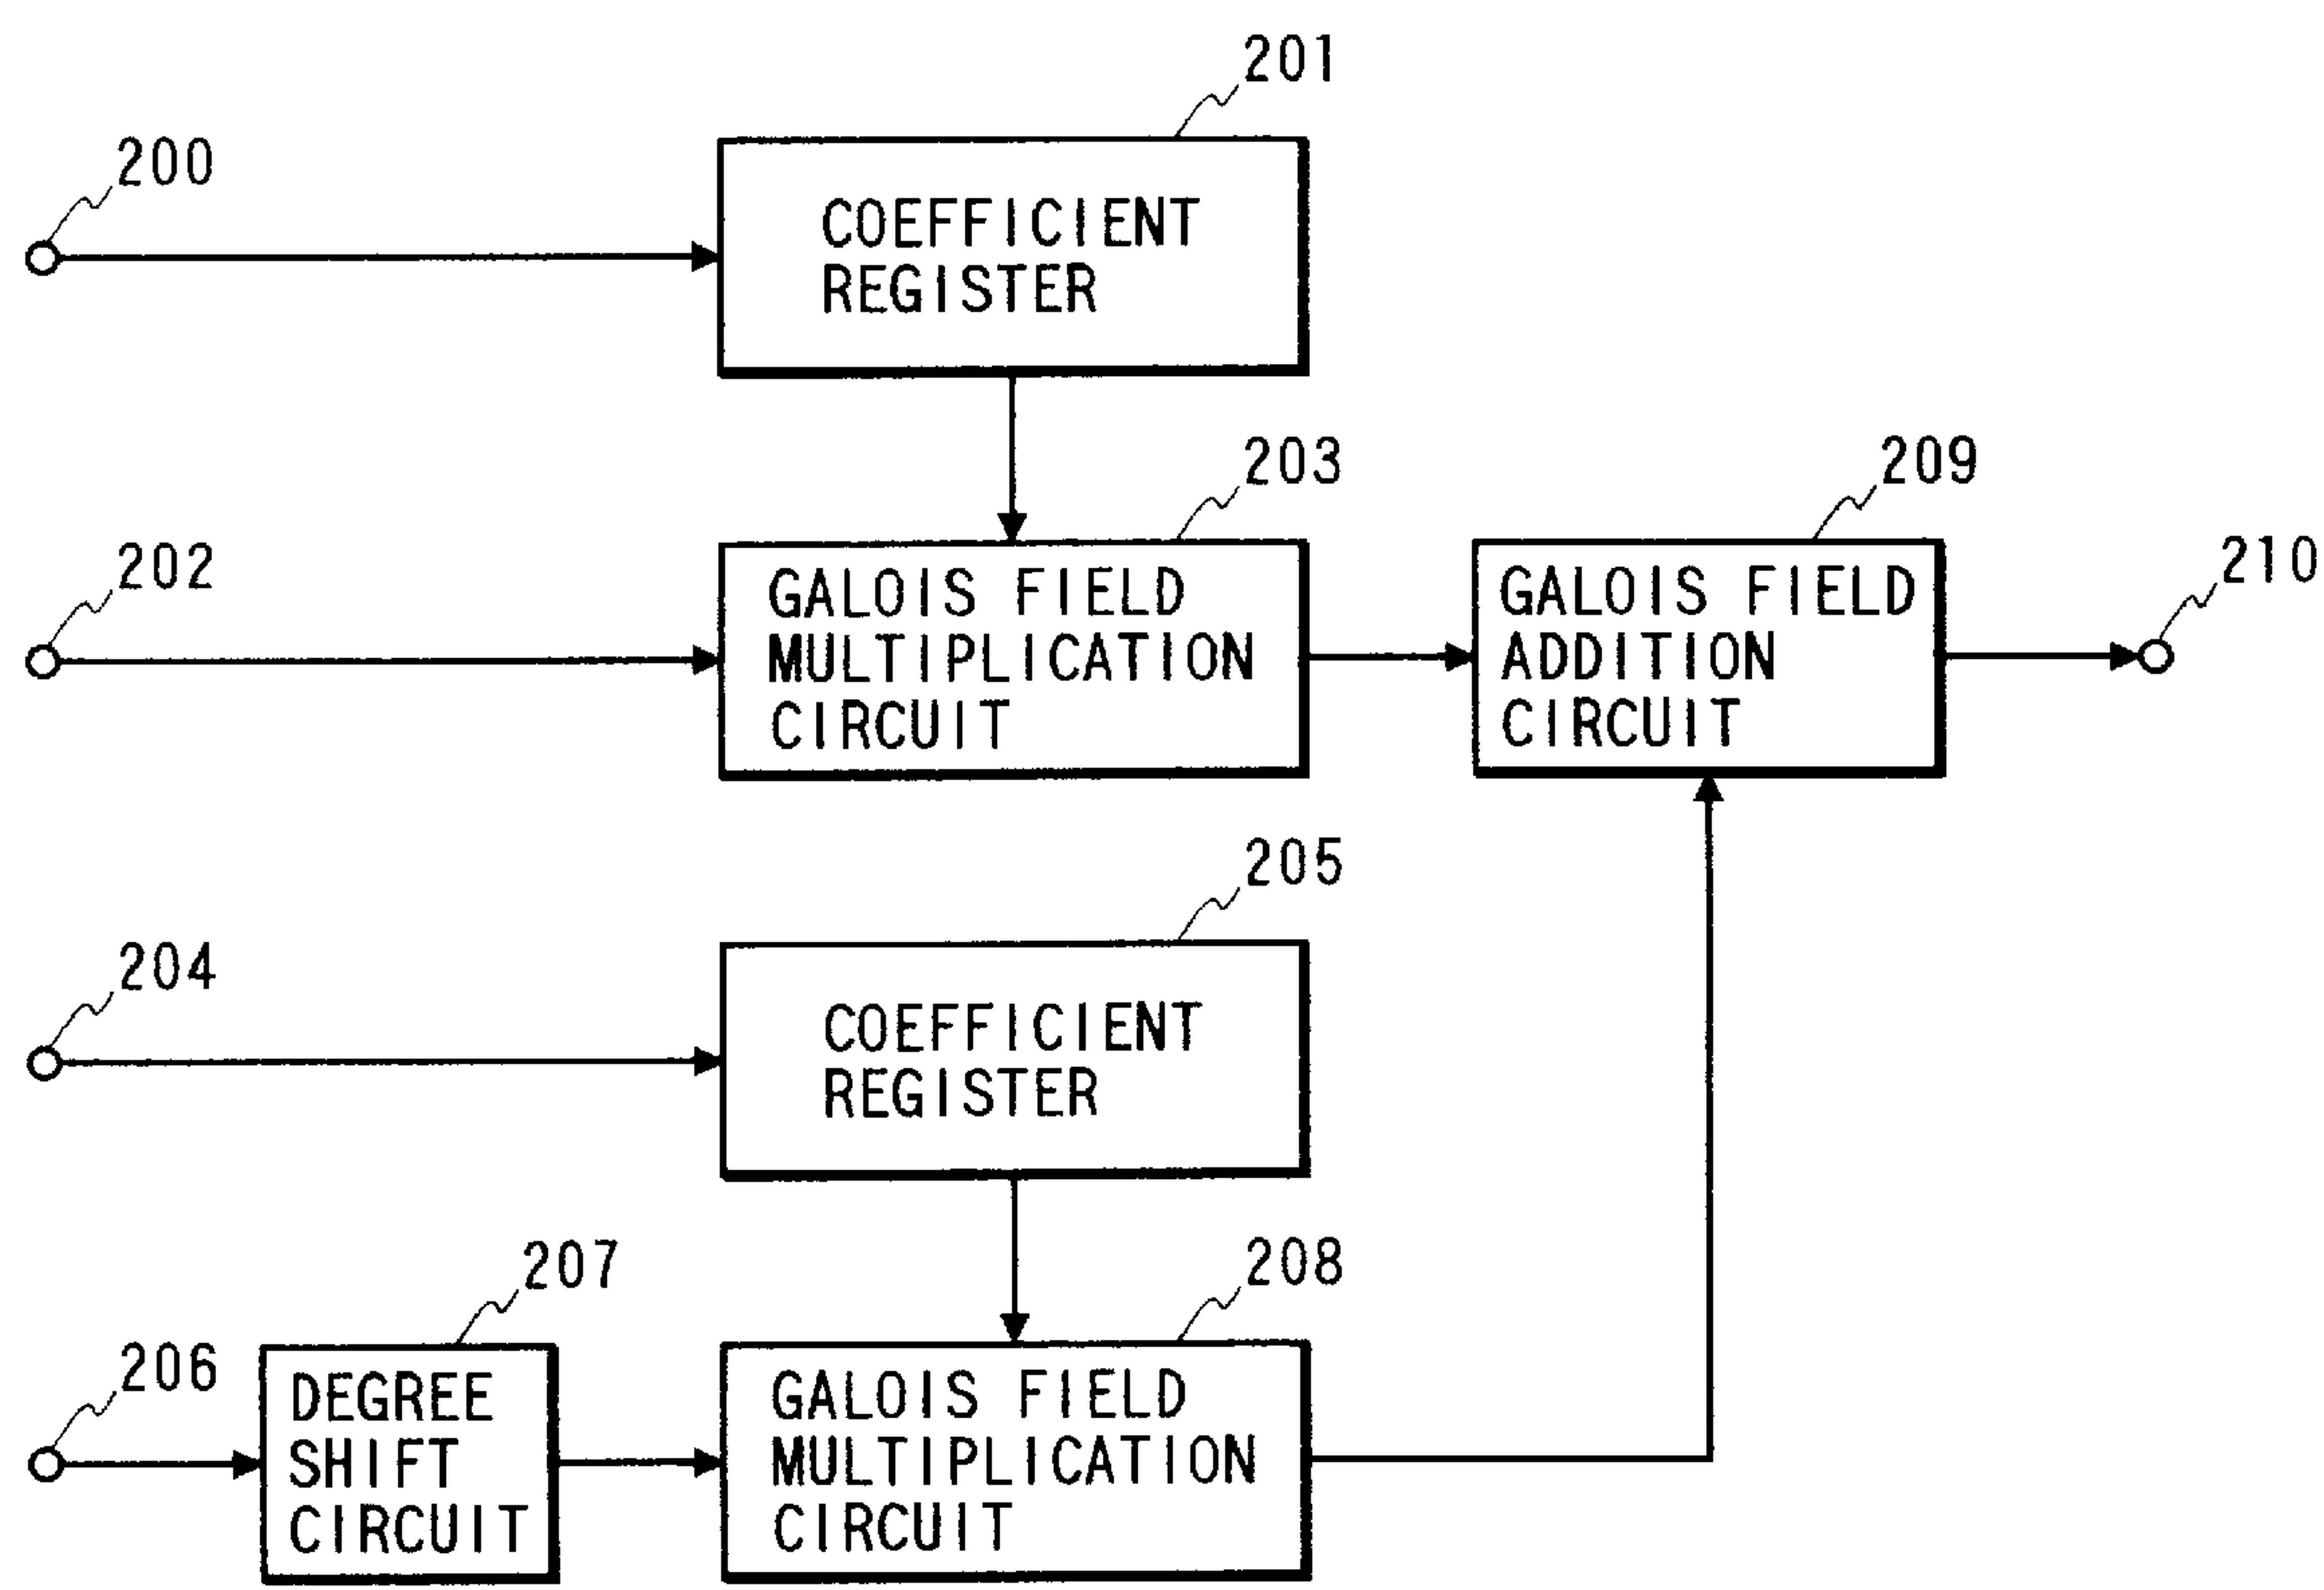 201
200
COEFFICIENT
REGISTER
203
209
202
210
GALOIS FIELD
MULTIPLICATION
CIRCUIT
GALOIS FIELD
ADDITION
CIRCUIT
205
204
COEFFICIENT
REGISTER
207
208
206
DEGREE
SHIFT
CIRCUIT
GALOIS FIELD
MULTIPLICATION
CIRCUIT